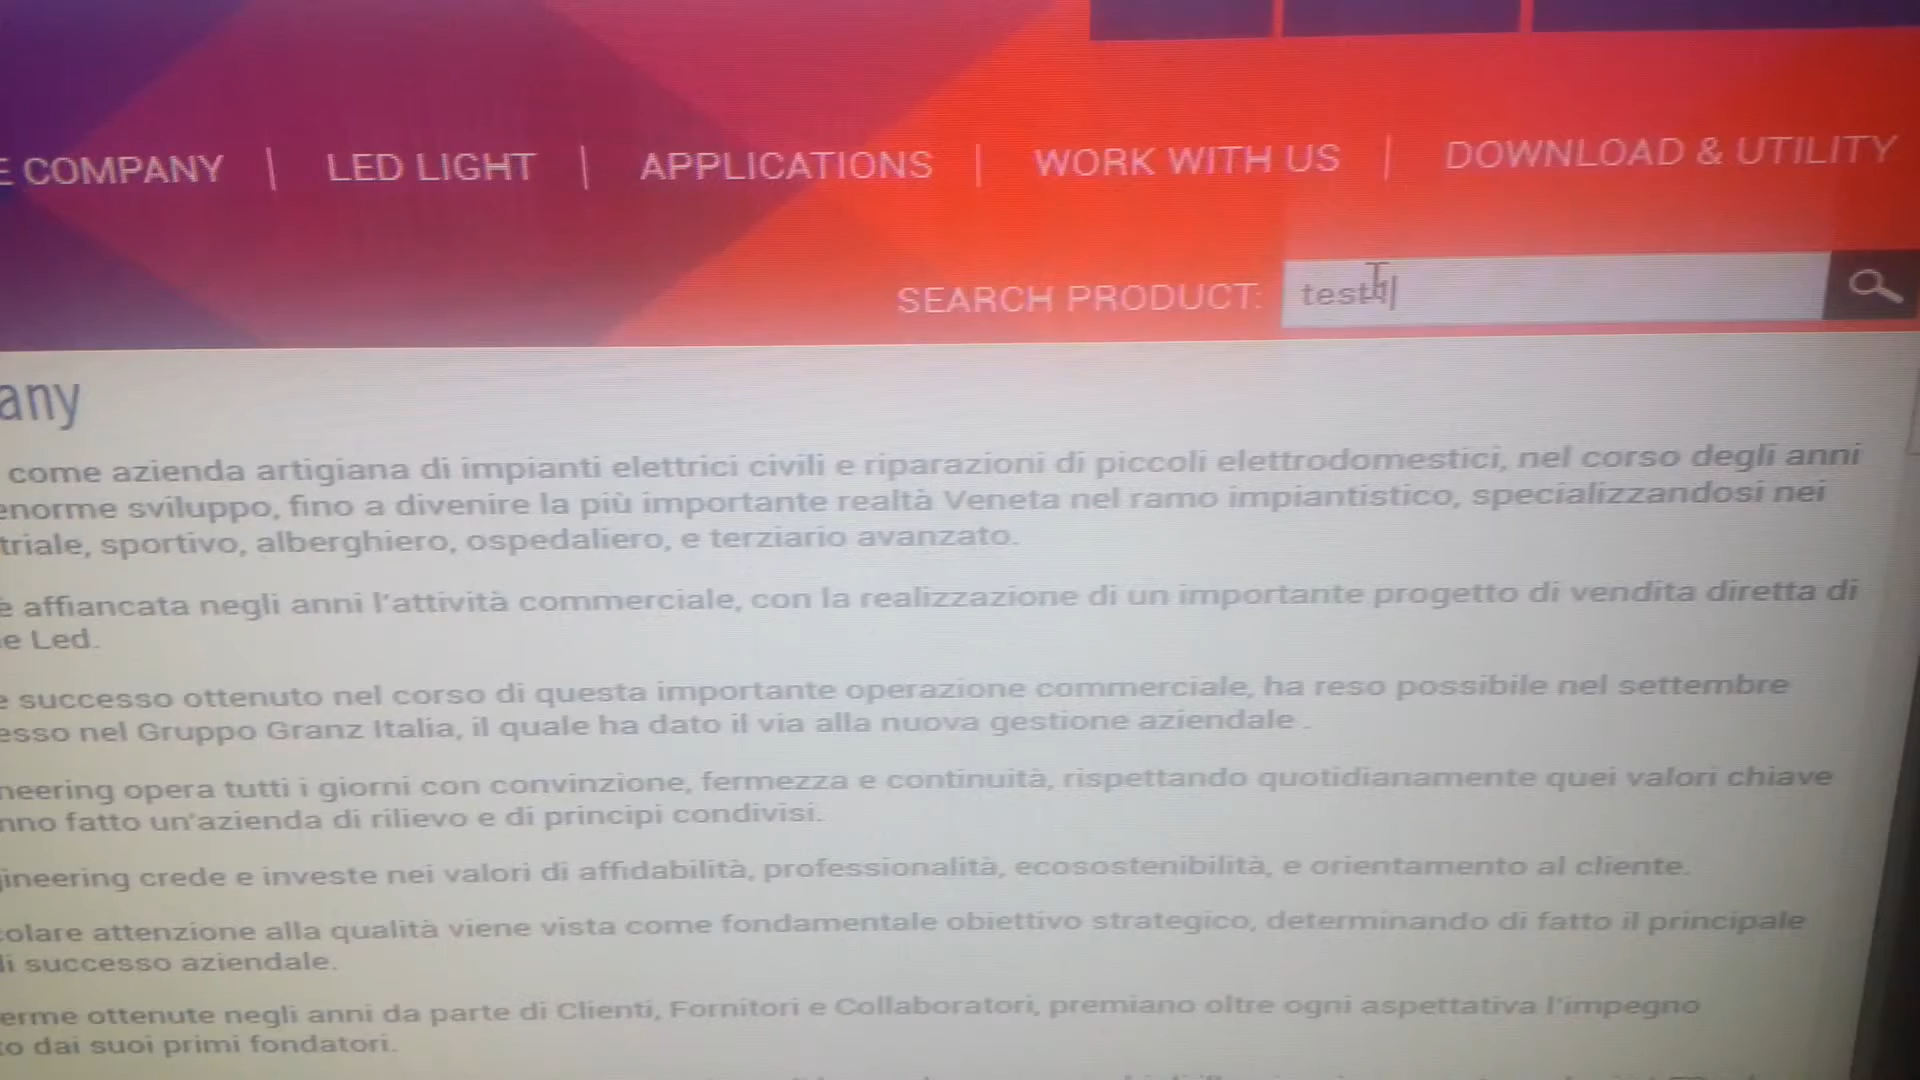 COMPANY | LED LIGHT | APPLICATIONS | WORK WITH US | DOWNLOAD & UTILITY
SEARCH PRODUCT:
any
come azienda artigiana di impianti elettrici civili e riparazioni di piccoli elettrodomestici, nel corso degli anni
enorme sviluppo, fino a divenire la più importante realtà Veneta nel ramo impiantistico, specializzandosi nei
triale, sportivo, alberghiero, ospedaliero, e terziario avanzato.
è affiancata negli anni l'attività commerciale, con la realizzazione di un importante progetto di vendita diretta di
e Led.
e successo ottenuto nel corso di questa importante operazione commerciale, ha reso possibile nel settembre
esso nel Gruppo Granz Italia, il quale ha dato il via alla nuova gestione aziendale .
neering opera tutti i giorni con convinzione, fermezza e continuità, rispettando quotidianamente quei valori chiave
nno fatto un'azienda di rilievo e di principi condivisi.
ineering crede e investe nei valori di affidabilità, professionalità, ecosostenibilità, e orientamento al cliente.
colare attenzione alla qualità viene vista come fondamentale obiettivo strategico, determinando di fatto il principale
di successo aziendale.
erme ottenute negli anni da parte di Clienti, Fornitori e Collaboratori, premiano oltre ogni aspettativa l'impegno
to dai suoi primi fondatori.